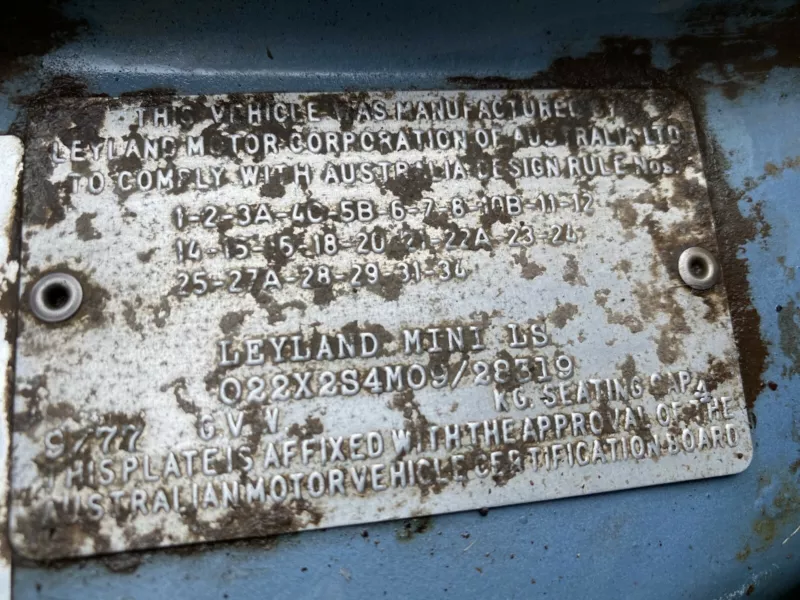 THIS VEHICLE WAS MANUFACTURED BY
LEYLAND MOTOR CORPORATION OF AUSTRALIA LTD
TO COMPLY WITH AUSTRALIA DESIGN RULE Nos.
1-2-3A-4C-5B-6-7-8-10B-11-12
14-15-16-18-20-21-22A-23-24
25-27A-28-29-31-34
LEYLAND MINI LS
022X2S4M09/28319
9/77 G V W KG. SEATING CAP. 4
THIS PLATE IS AFFIXED WITH THE APPROVAL OF THE
AUSTRALIAN MOTOR VEHICLE CERTIFICATION BOARD